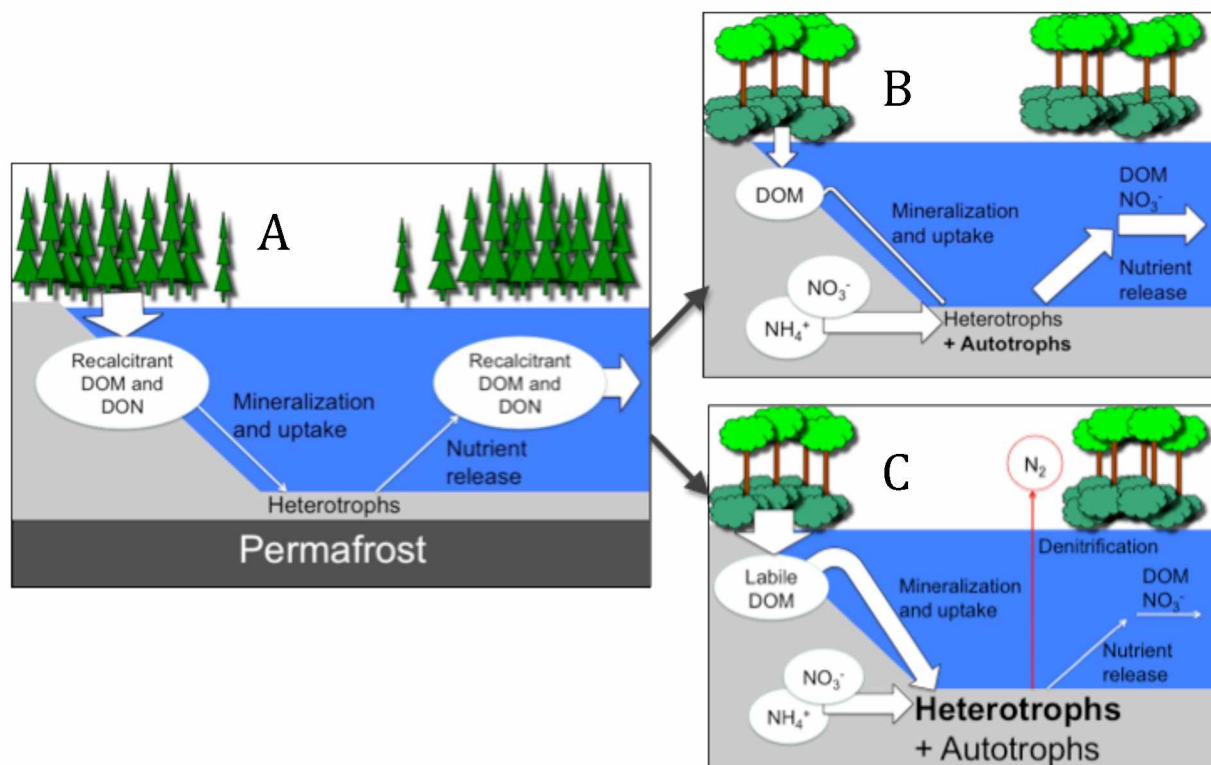 A
Recalcitrant
DOM and
DON
Mineralization
and uptake
Heterotrophs
Recalcitrant
DOM and
DON
Nutrient
release
Permafrost
B
DOM
Mineralization
and uptake
NO₃⁻
NH₄⁺
Heterotrophs
+ Autotrophs
DOM
NO₃⁻
Nutrient
release
C
N₂
Denitrification
Labile
DOM
Mineralization
and uptake
NO₃⁻
NH₄⁺
Heterotrophs
+ Autotrophs
DOM
NO₃⁻
Nutrient
release